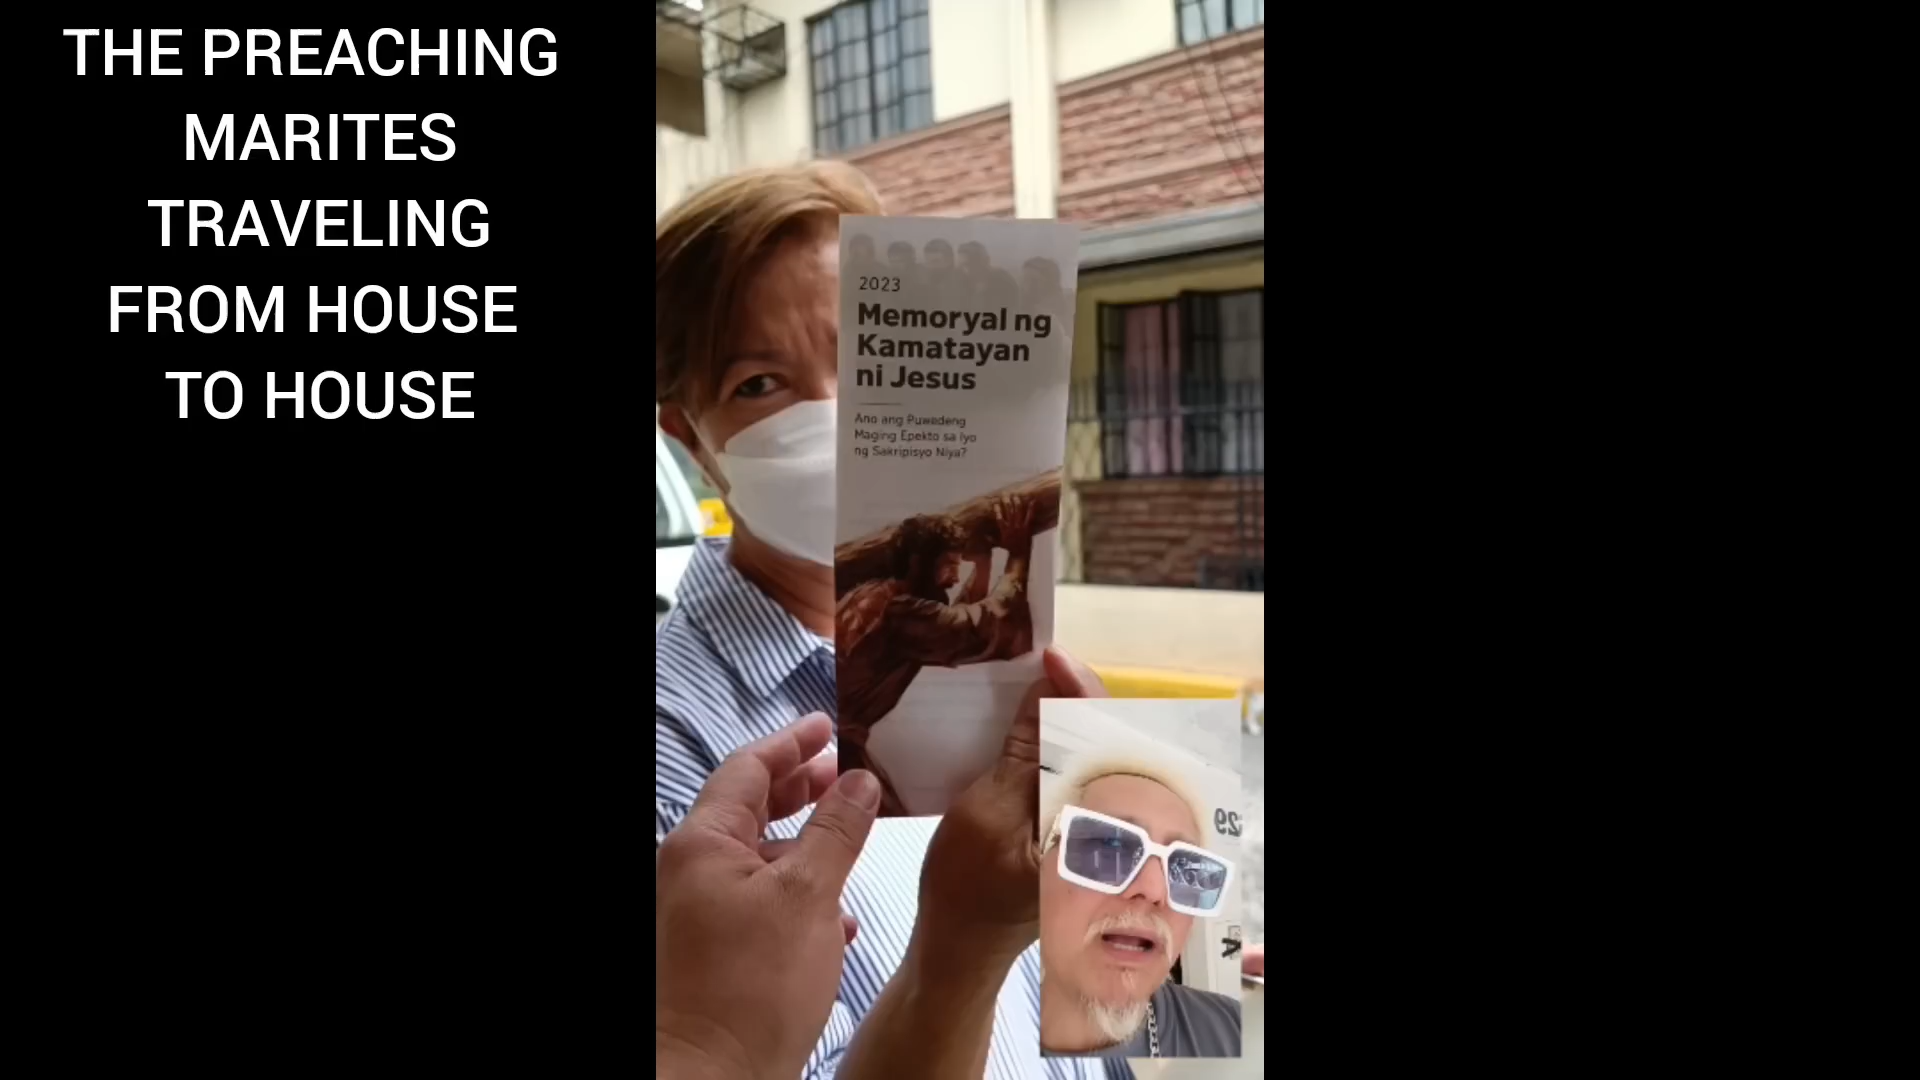 THE PREACHING
MARITES
TRAVELING
FROM HOUSE
TO HOUSE
2023
Memoryal ng
Kamatayan
ni Jesus
Ano ang Puwedeng
Maging Epekto sa Iyo
ng Sakripisyo Niya?
29